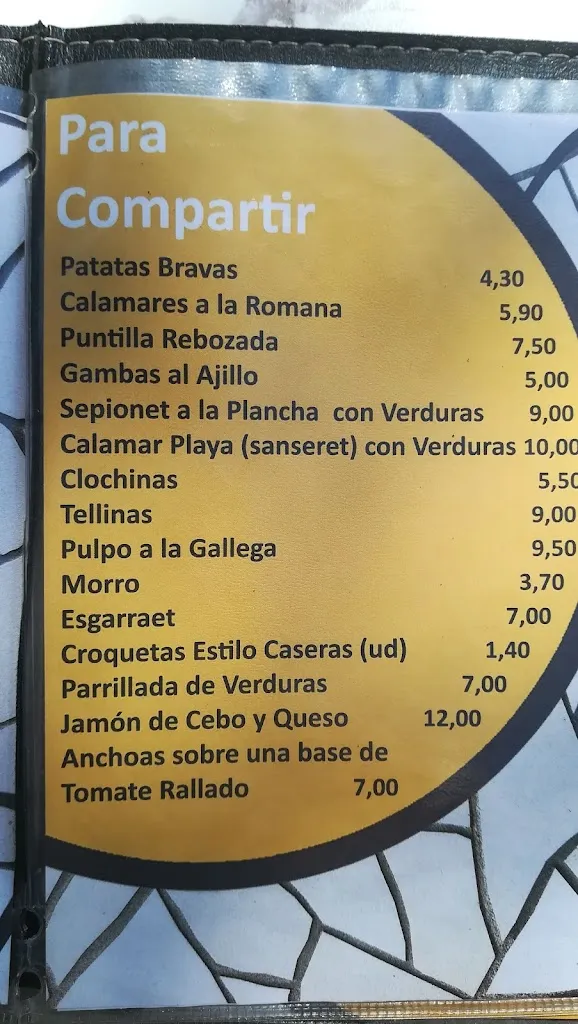 Para
Compartir
Patatas Bravas 4,30
Calamares a la Romana 5,90
Puntilla Rebozada 7,50
Gambas al Ajillo 5,00
Sepionet a la Plancha con Verduras 9,00
Calamar Playa (sanseret) con Verduras 10,00
Clochinas 5,50
Tellinas 9,00
Pulpo a la Gallega 9,50
Morro 3,70
Esgarraet 7,00
Croquetas Estilo Caseras (ud) 1,40
Parrillada de Verduras 7,00
Jamón de Cebo y Queso 12,00
Anchoas sobre una base de
Tomate Rallado 7,00